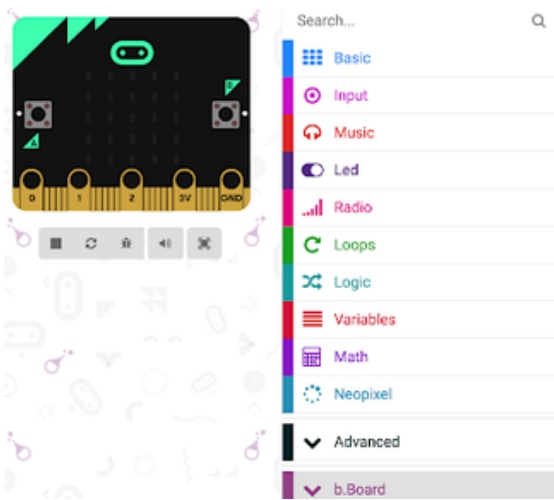 Search...
Basic
Input
Music
Led
Radio
Loops
Logic
Variables
Math
Neopixel
Advanced
b.Board
B
A
0 1 2 3V GND